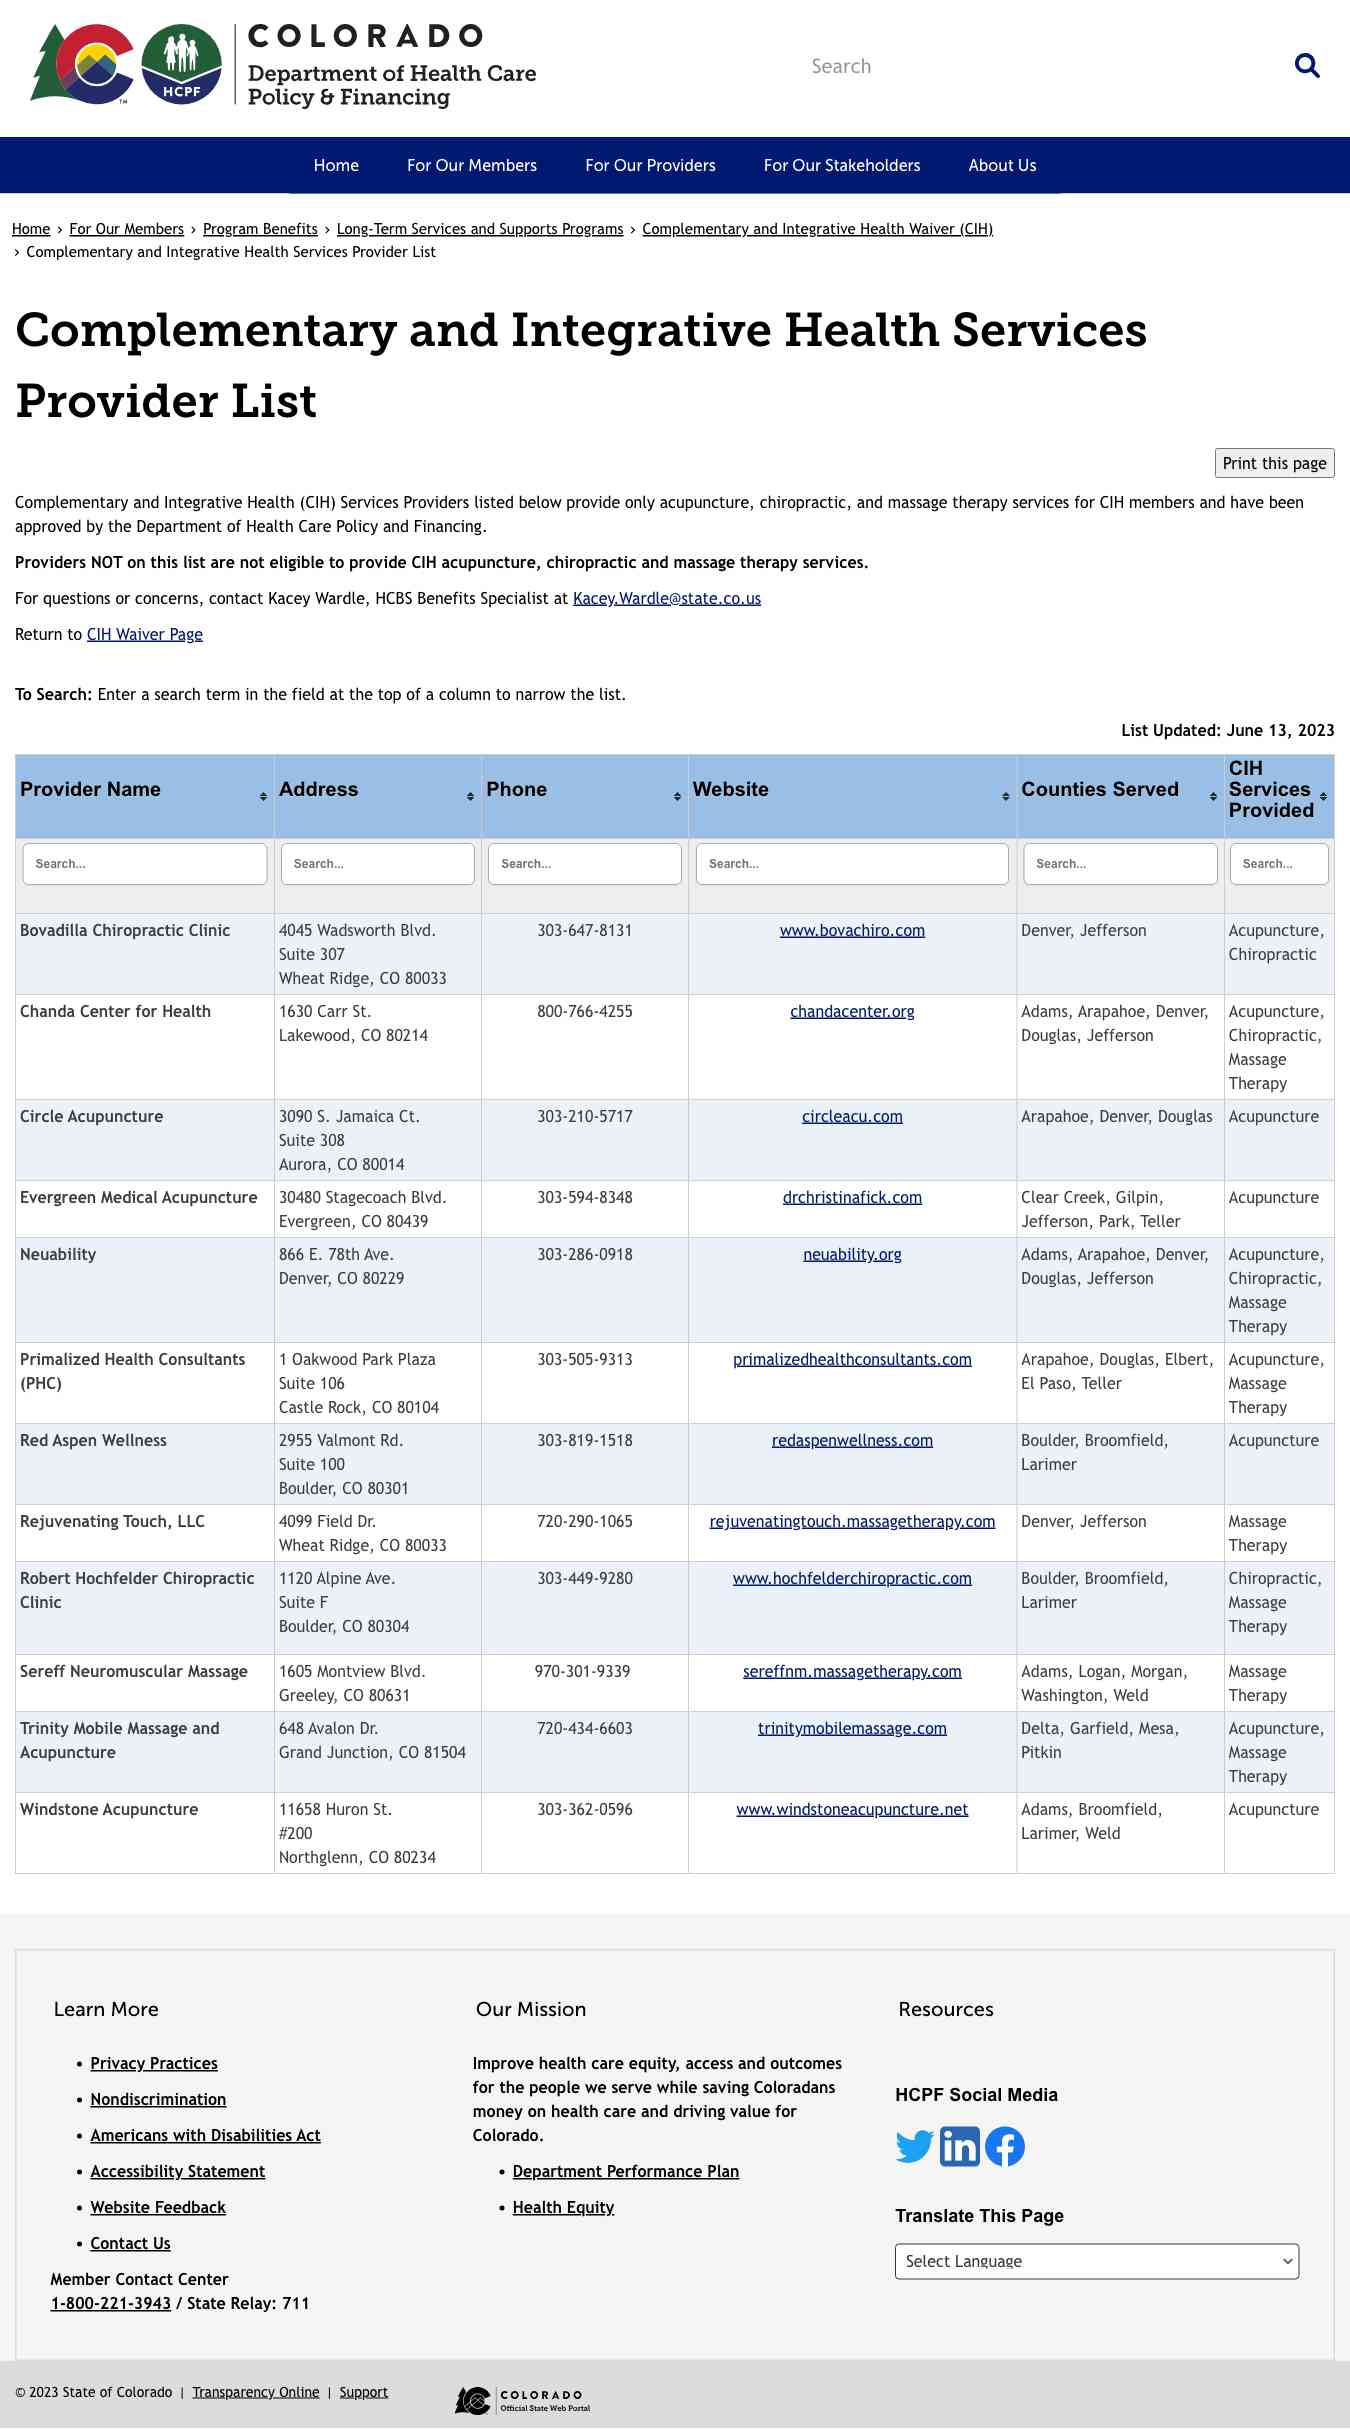 COLORADO
Department of Health Care
Policy & Financing
HCPF
TM
Search
Home
For Our Members
For Our Providers
For Our Stakeholders
About Us
Home › For Our Members › Program Benefits › Long-Term Services and Supports Programs › Complementary and Integrative Health Waiver (CIH)
› Complementary and Integrative Health Services Provider List
Complementary and Integrative Health Services
Provider List
Print this page
Complementary and Integrative Health (CIH) Services Providers listed below provide only acupuncture, chiropractic, and massage therapy services for CIH members and have been
approved by the Department of Health Care Policy and Financing.
Providers NOT on this list are not eligible to provide CIH acupuncture, chiropractic and massage therapy services.
For questions or concerns, contact Kacey Wardle, HCBS Benefits Specialist at Kacey.Wardle@state.co.us
Return to CIH Waiver Page
To Search: Enter a search term in the field at the top of a column to narrow the list.
List Updated: June 13, 2023
Provider Name
Address
Phone
Website
Counties Served
CIH
Services
Provided
Search...
Search...
Search...
Search...
Search...
Search...
Bovadilla Chiropractic Clinic
4045 Wadsworth Blvd.
Suite 307
Wheat Ridge, CO 80033
303-647-8131
www.bovachiro.com
Denver, Jefferson
Acupuncture,
Chiropractic
Chanda Center for Health
1630 Carr St.
Lakewood, CO 80214
800-766-4255
chandacenter.org
Adams, Arapahoe, Denver,
Douglas, Jefferson
Acupuncture,
Chiropractic,
Massage
Therapy
Circle Acupuncture
3090 S. Jamaica Ct.
Suite 308
Aurora, CO 80014
303-210-5717
circleacu.com
Arapahoe, Denver, Douglas
Acupuncture
Evergreen Medical Acupuncture
30480 Stagecoach Blvd.
Evergreen, CO 80439
303-594-8348
drchristinafick.com
Clear Creek, Gilpin,
Jefferson, Park, Teller
Acupuncture
Neuability
866 E. 78th Ave.
Denver, CO 80229
303-286-0918
neuability.org
Adams, Arapahoe, Denver,
Douglas, Jefferson
Acupuncture,
Chiropractic,
Massage
Therapy
Primalized Health Consultants
(PHC)
1 Oakwood Park Plaza
Suite 106
Castle Rock, CO 80104
303-505-9313
primalizedhealthconsultants.com
Arapahoe, Douglas, Elbert,
El Paso, Teller
Acupuncture,
Massage
Therapy
Red Aspen Wellness
2955 Valmont Rd.
Suite 100
Boulder, CO 80301
303-819-1518
redaspenwellness.com
Boulder, Broomfield,
Larimer
Acupuncture
Rejuvenating Touch, LLC
4099 Field Dr.
Wheat Ridge, CO 80033
720-290-1065
rejuvenatingtouch.massagetherapy.com
Denver, Jefferson
Massage
Therapy
Robert Hochfelder Chiropractic
Clinic
1120 Alpine Ave.
Suite F
Boulder, CO 80304
303-449-9280
www.hochfelderchiropractic.com
Boulder, Broomfield,
Larimer
Chiropractic,
Massage
Therapy
Sereff Neuromuscular Massage
1605 Montview Blvd.
Greeley, CO 80631
970-301-9339
sereffnm.massagetherapy.com
Adams, Logan, Morgan,
Washington, Weld
Massage
Therapy
Trinity Mobile Massage and
Acupuncture
648 Avalon Dr.
Grand Junction, CO 81504
720-434-6603
trinitymobilemassage.com
Delta, Garfield, Mesa,
Pitkin
Acupuncture,
Massage
Therapy
Windstone Acupuncture
11658 Huron St.
#200
Northglenn, CO 80234
303-362-0596
www.windstoneacupuncture.net
Adams, Broomfield,
Larimer, Weld
Acupuncture
Learn More
• Privacy Practices
• Nondiscrimination
• Americans with Disabilities Act
• Accessibility Statement
• Website Feedback
• Contact Us
Member Contact Center
1-800-221-3943 / State Relay: 711
Our Mission
Improve health care equity, access and outcomes
for the people we serve while saving Coloradans
money on health care and driving value for
Colorado.
• Department Performance Plan
• Health Equity
Resources
HCPF Social Media
in
Translate This Page
Select Language
© 2023 State of Colorado | Transparency Online | Support
COLORADO
Official State Web Portal